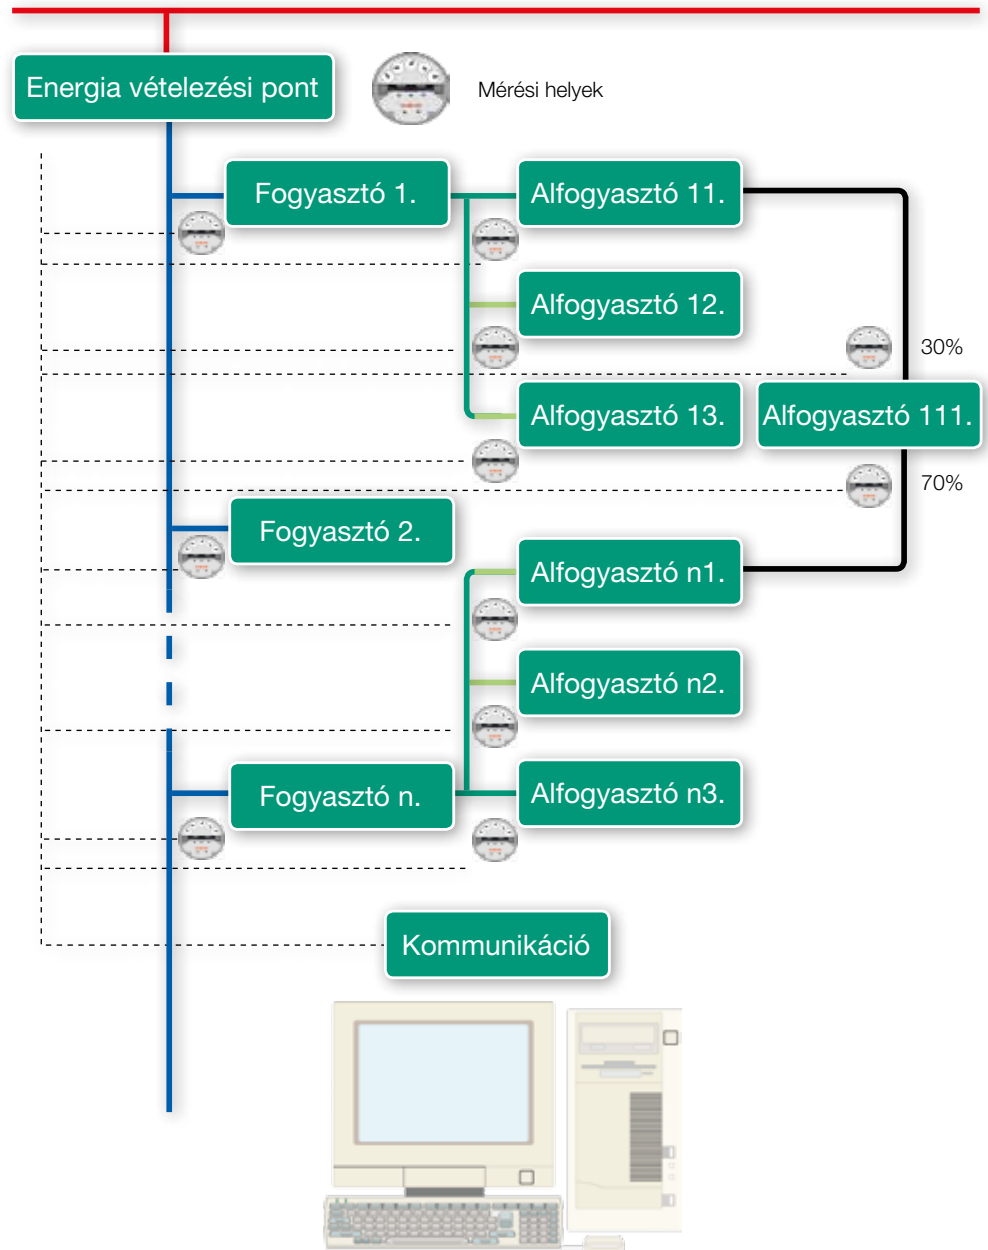 Energia vételezési pont
Mérési helyek
Fogyasztó 1.
Alfogyasztó 11.
Alfogyasztó 12.
30%
Alfogyasztó 13.
Alfogyasztó 111.
70%
Fogyasztó 2.
Alfogyasztó n1.
Alfogyasztó n2.
Fogyasztó n.
Alfogyasztó n3.
Kommunikáció